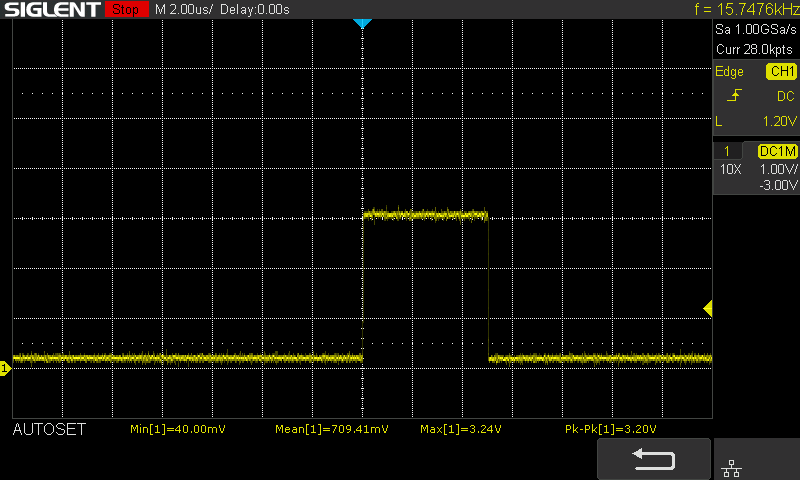 SIGLENT Stop M 2.00us/ Delay:0.00s f = 15.7476kHz
Sa 1.00GSa/s
Curr 28.0kpts
Edge CH1
DC
L 1.20V
1 DC1M
10X 1.00V/
-3.00V
1
AUTOSET Min[1]=40.00mV Mean[1]=709.41mV Max[1]=3.24V Pk-Pk[1]=3.20V